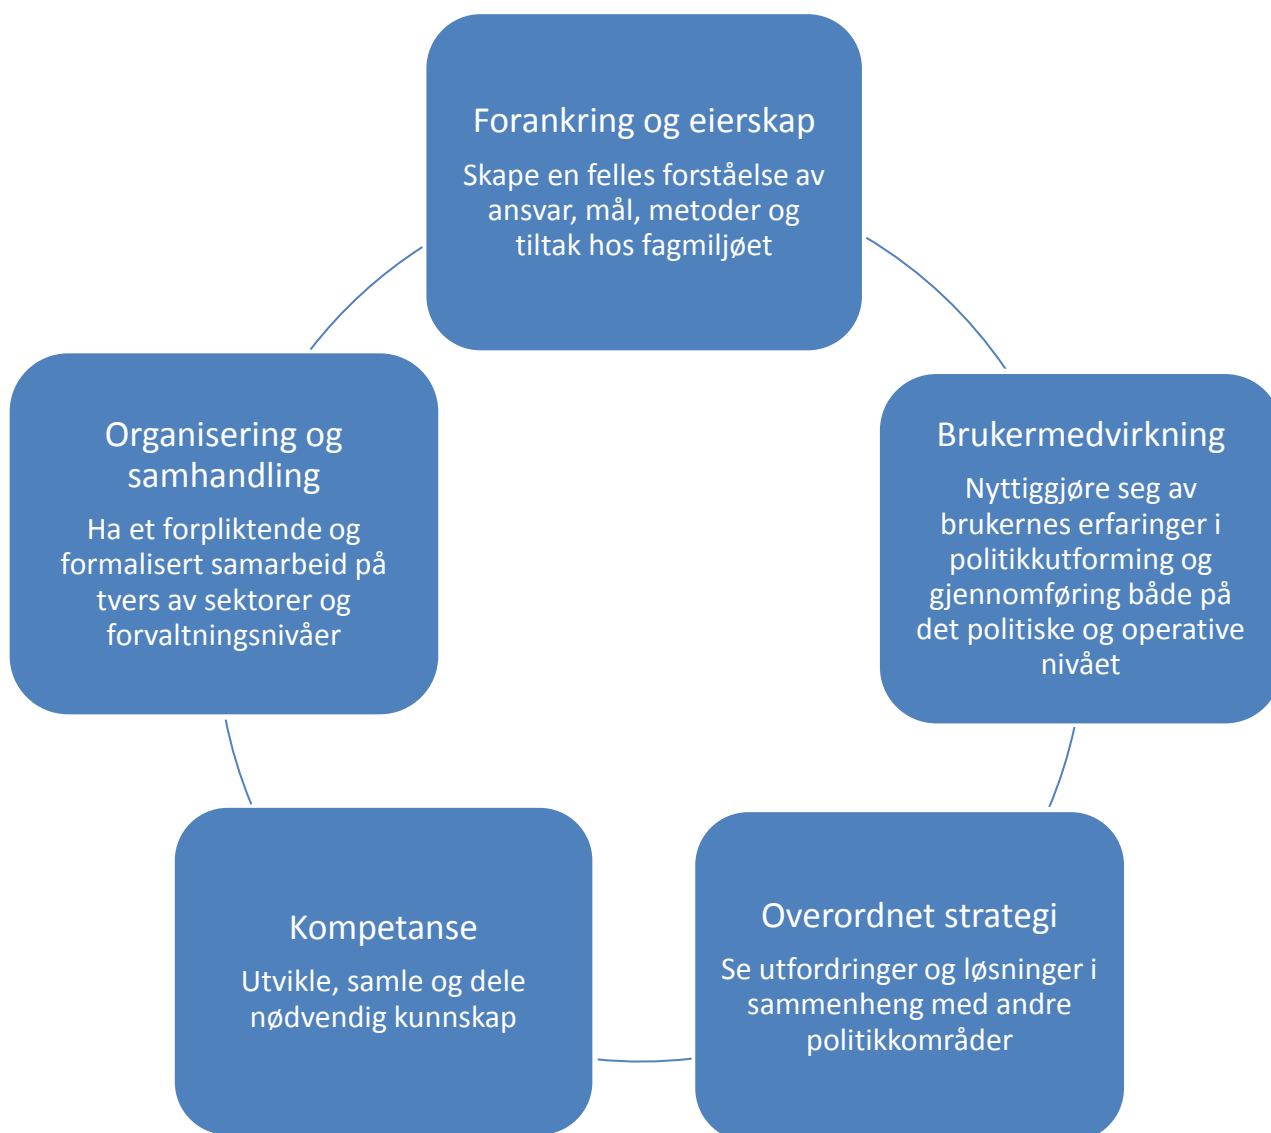 Forankring og eierskap
Skape en felles forståelse av
ansvar, mål, metoder og
tiltak hos fagmiljøet
Brukermedvirkning
Nyttiggjøre seg av
brukernes erfaringer i
politikkutforming og
gjennomføring både på
det politiske og operative
nivået
Overordnet strategi
Se utfordringer og løsninger i
sammenheng med andre
politikkområder
Kompetanse
Utvikle, samle og dele
nødvendig kunnskap
Organisering og
samhandling
Ha et forpliktende og
formalisert samarbeid på
tvers av sektorer og
forvaltningsnivåer